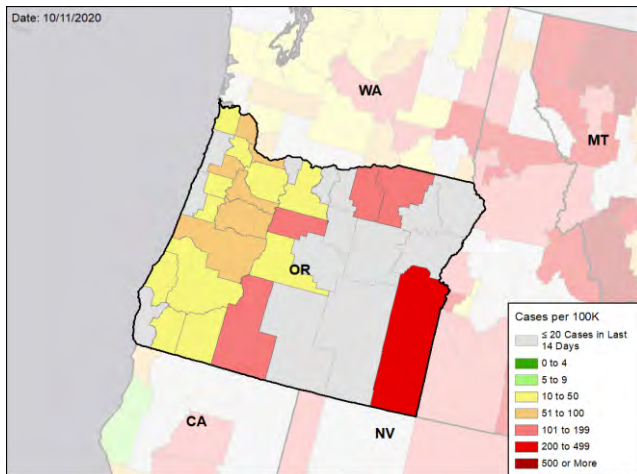 Date: 10/11/2020
WA
MT
OR
CA
NV
Cases per 100K
≤ 20 Cases in Last
14 Days
0 to 4
5 to 9
10 to 50
51 to 100
101 to 199
200 to 499
500 or More